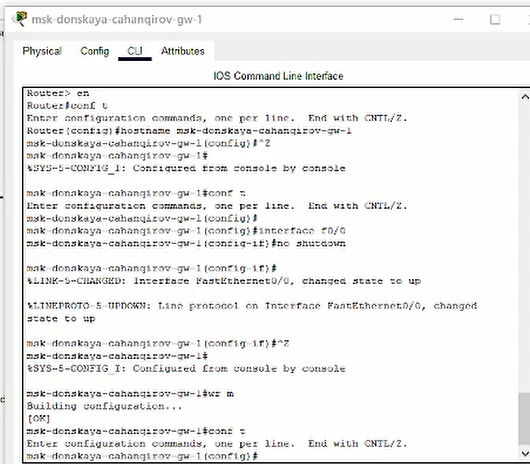 msk-donskaya-cahanqirov-gw-1
Physical Config CLI Attributes
IOS Command Line Interface
Router> en
Router#conf t
Enter configuration commands, one per line. End with CNTL/Z.
Router(config)#hostname msk-donskaya-cahanqirov-gw-1
msk-donskaya-cahanqirov-gw-1(config)#^Z
msk-donskaya-cahanqirov-gw-1#
%SYS-5-CONFIG_I: Configured from console by console
msk-donskaya-cahanqirov-gw-1#conf t
Enter configuration commands, one per line. End with CNTL/Z.
msk-donskaya-cahanqirov-gw-1(config)#
msk-donskaya-cahanqirov-gw-1(config)#interface f0/0
msk-donskaya-cahanqirov-gw-1(config-if)#no shutdown
msk-donskaya-cahanqirov-gw-1(config-if)#
%LINK-5-CHANGED: Interface FastEthernet0/0, changed state to up
%LINEPROTO-5-UPDOWN: Line protocol on Interface FastEthernet0/0, changed
state to up
msk-donskaya-cahanqirov-gw-1(config-if)#^Z
msk-donskaya-cahanqirov-gw-1#
%SYS-5-CONFIG_I: Configured from console by console
msk-donskaya-cahanqirov-gw-1#wr m
Building configuration...
[OK]
msk-donskaya-cahanqirov-gw-1#conf t
Enter configuration commands, one per line. End with CNTL/Z.
msk-donskaya-cahanqirov-gw-1(config)#